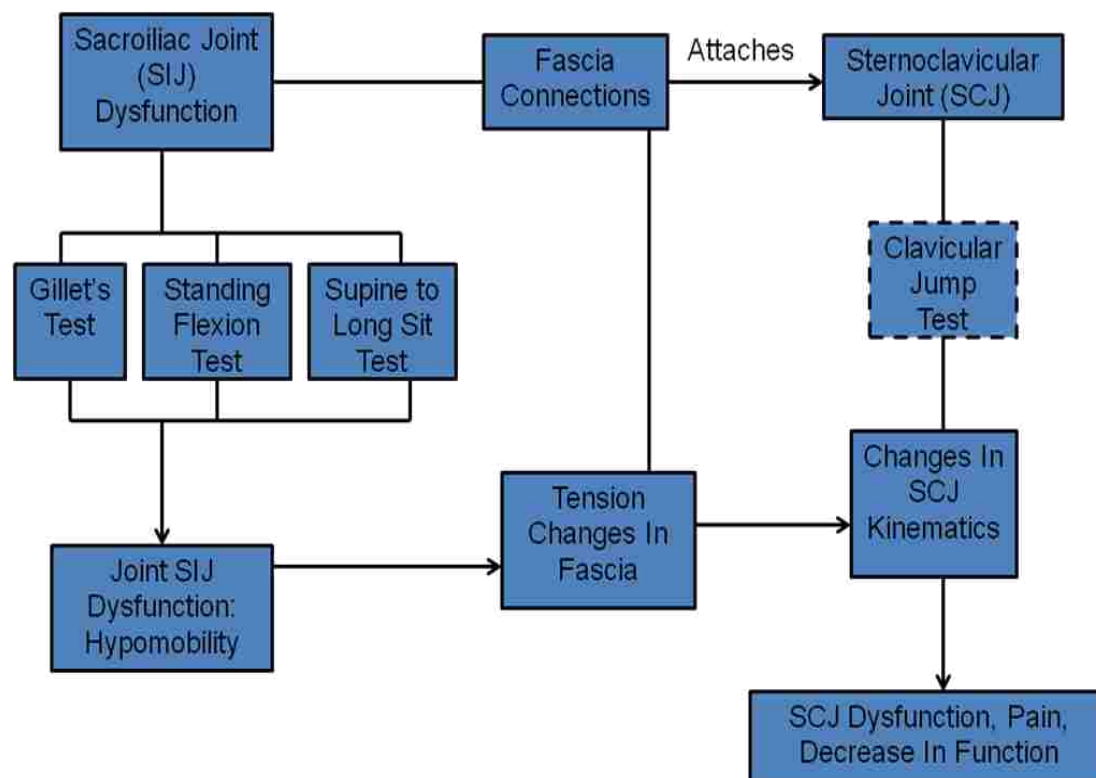 Sacroiliac Joint
(SIJ)
Dysfunction
Fascia
Connections
Attaches
Sternoclavicular
Joint (SCJ)
Gillet's
Test
Standing
Flexion
Test
Supine to
Long Sit
Test
Clavicular
Jump
Test
Joint SIJ
Dysfunction:
Hypomobility
Tension
Changes In
Fascia
Changes In
SCJ
Kinematics
SCJ Dysfunction, Pain,
Decrease In Function